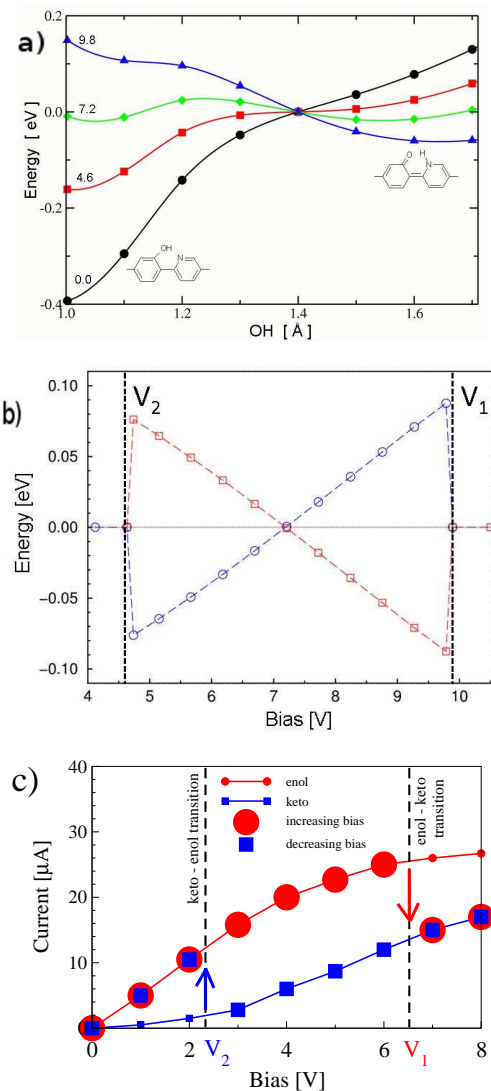 a)
0.2
0.0
-0.2
-0.4
Energy [eV]
9.8
7.2
4.6
0.0
OH
O
H
N
N
1.0 1.2 1.4 1.6
OH [Å]
b)
V2
V1
0.10
0.05
0.00
-0.05
-0.10
Energy [eV]
4 5 6 7 8 9 10
Bias [V]
c)
40
30
20
10
0
Current [µA]
keto - enol transition
enol
keto
increasing bias
decreasing bias
enol - keto
transition
0 2 4 6 8
V2
V1
Bias [V]